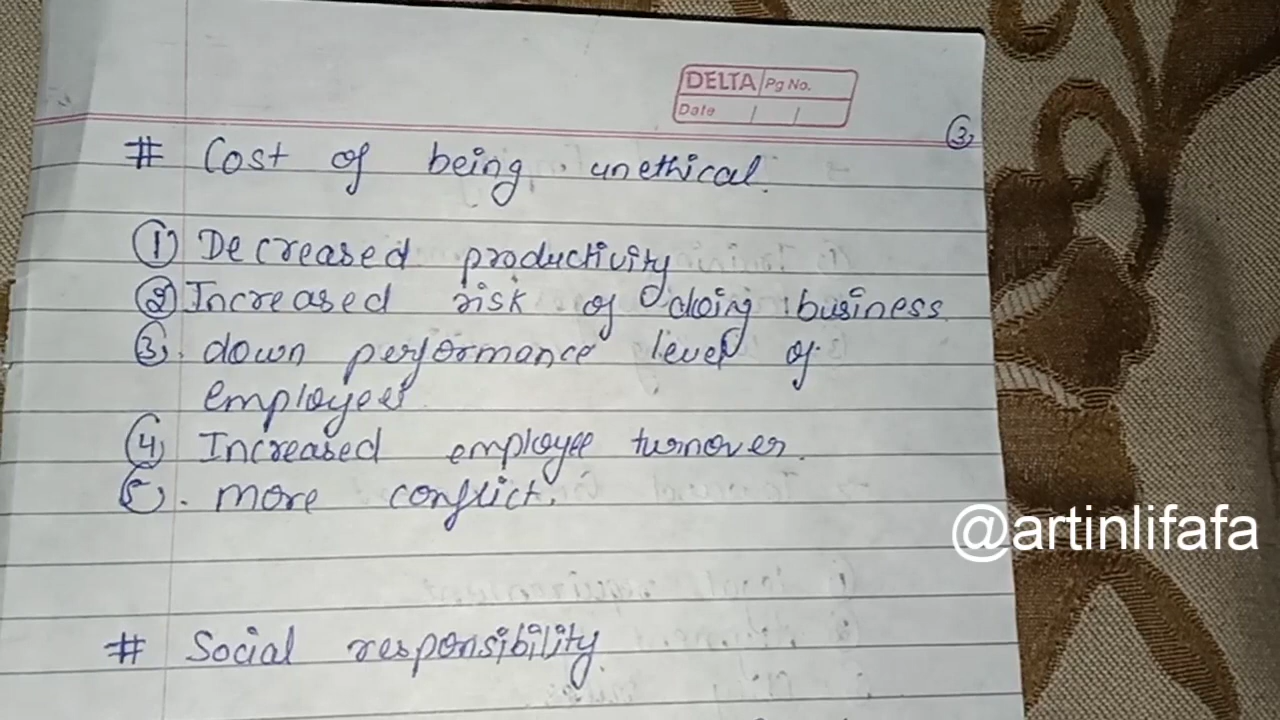 DELTA Pg No.
Date / /
3
# Cost of being unethical.
1 Decreased productivity
2 Increased risk of doing business
3. down performance level of
employees
4 Increased employee turnover.
5. more conflict.
@artinlifafa
# Social responsibility